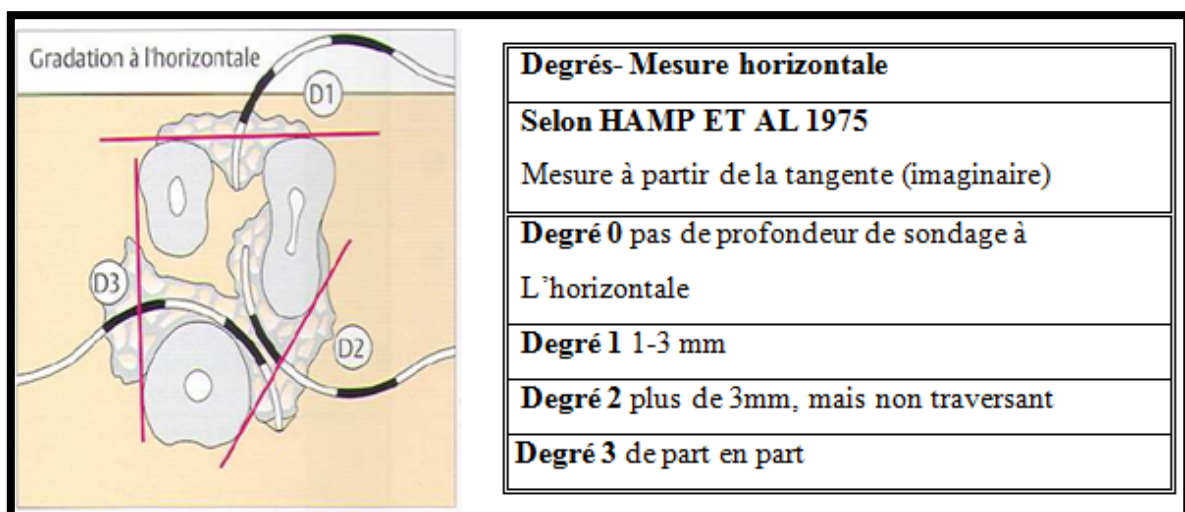 Gradation à l'horizontale
D1
D3
D2
Degrés- Mesure horizontale
Selon HAMP ET AL 1975
Mesure à partir de la tangente (imaginaire)
Degré 0 pas de profondeur de sondage à
L'horizontale
Degré 1 1-3 mm
Degré 2 plus de 3mm, mais non traversant
Degré 3 de part en part